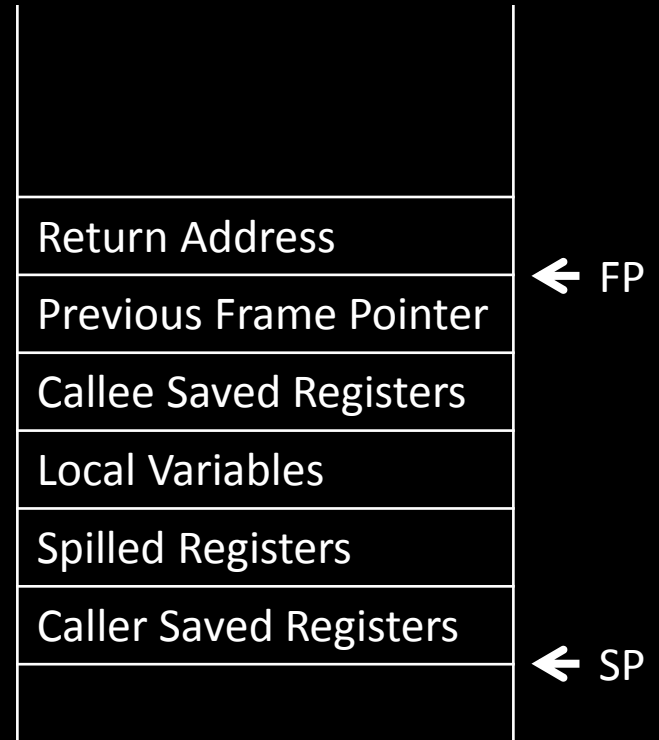 Return Address
FP
Previous Frame Pointer
Callee Saved Registers
Local Variables
Spilled Registers
Caller Saved Registers
SP